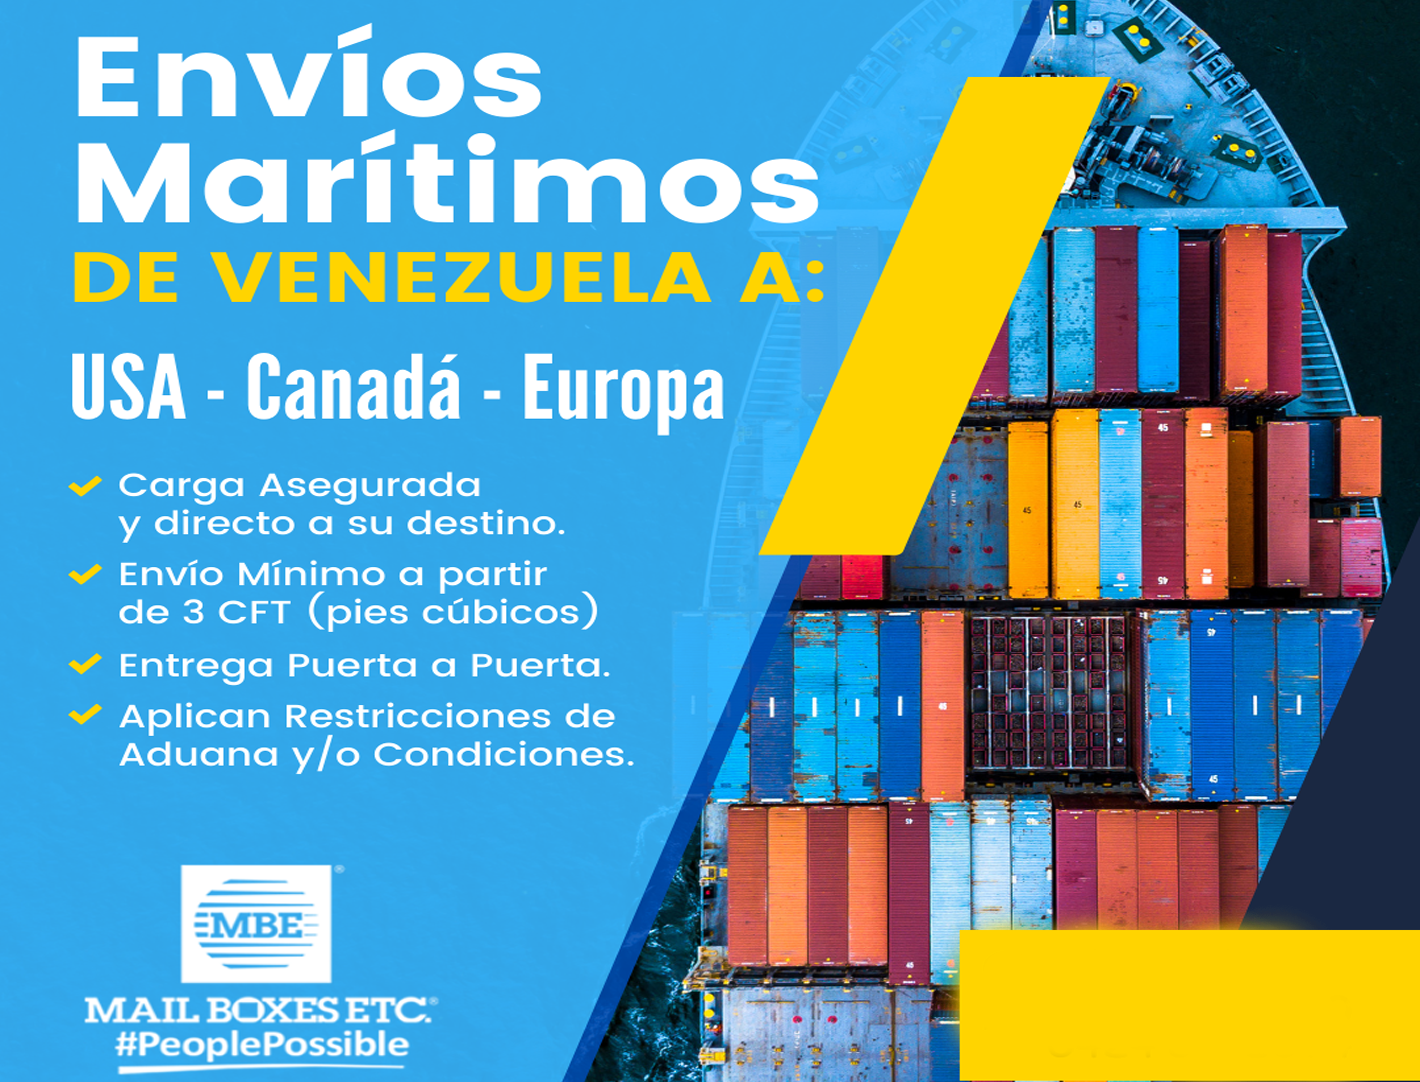 Envíos
Marítimos
DE VENEZUELA A:
USA - Canadá - Europa
Carga Asegurada
y directo a su destino.
Envío Mínimo a partir
de 3 CFT (pies cúbicos)
Entrega Puerta a Puerta.
Aplican Restricciones de
Aduana y/o Condiciones.
MBE
MAIL BOXES ETC.®
#PeoplePossible